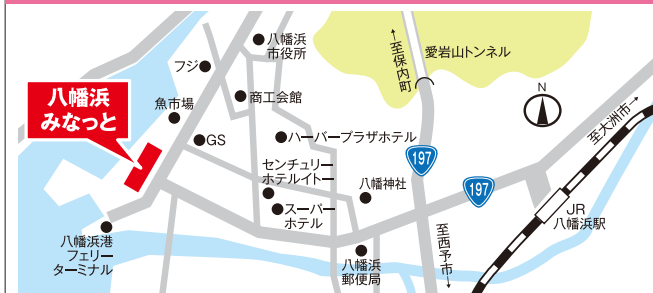 八幡浜
市役所
フジ
商工会館
八幡浜
みなっと
魚市場
GS
ハーバープラザホテル
センチュリー
ホテルイトー
スーパー
ホテル
八幡神社
八幡浜港
フェリー
ターミナル
八幡浜
郵便局
←至保内町
愛岩山トンネル
N
197
197
至大洲市→
JR
八幡浜駅
至西予市→